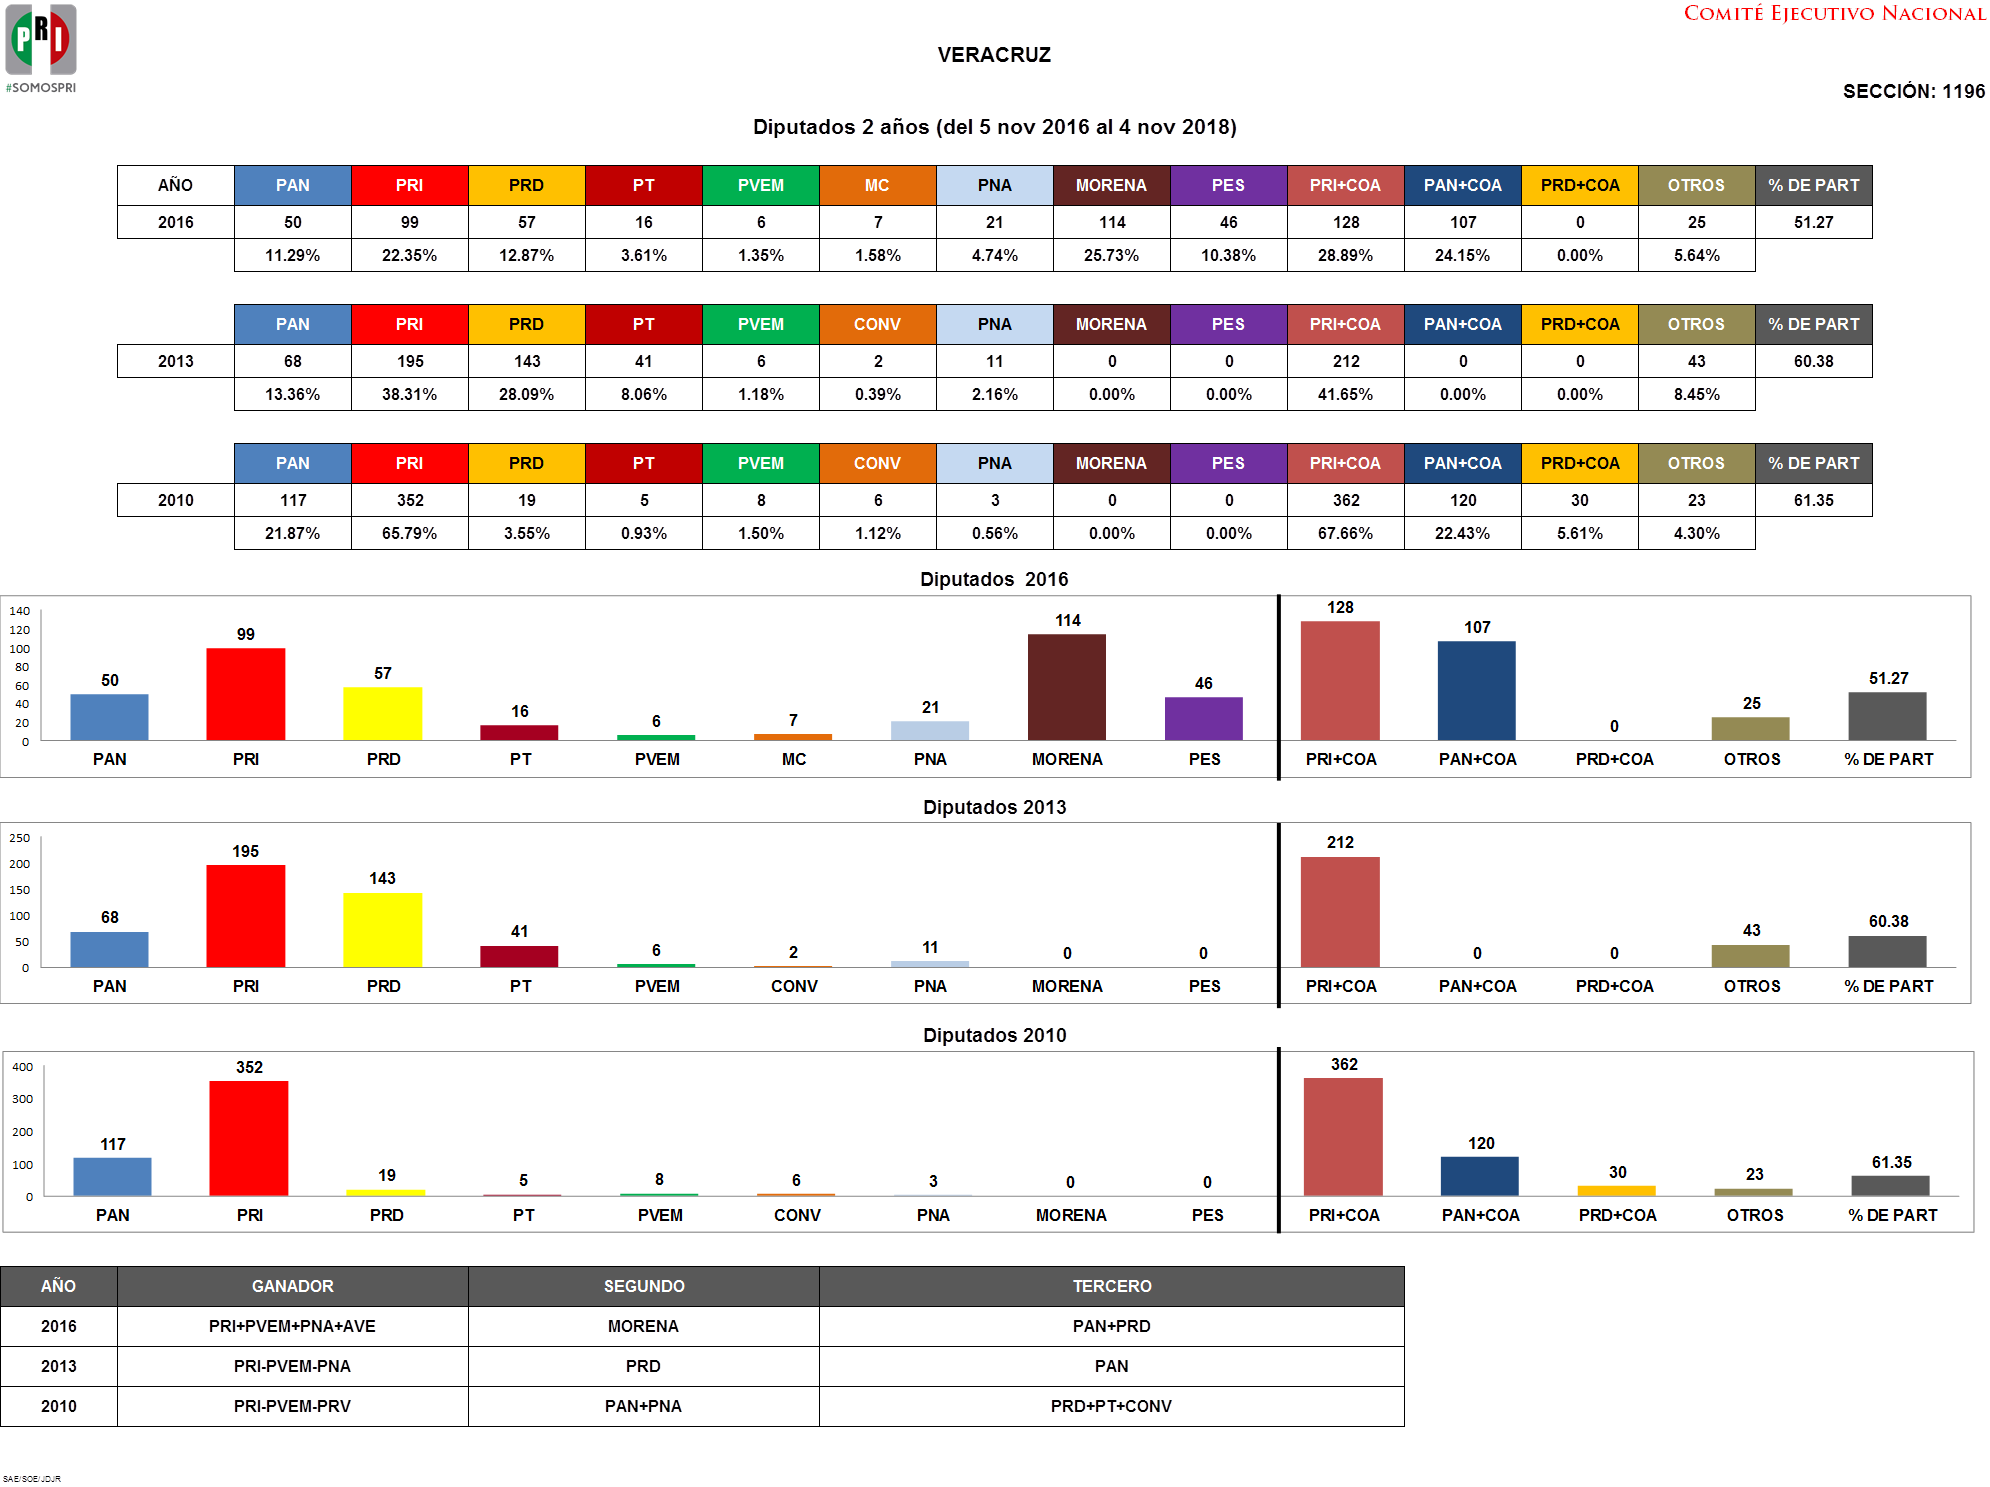 PRI
#SOMOSPRI
COMITÉ EJECUTIVO NACIONAL
VERACRUZ
SECCIÓN: 1196
Diputados 2 años (del 5 nov 2016 al 4 nov 2018)
AÑO PAN PRI PRD PT PVEM MC PNA MORENA PES PRI+COA PAN+COA PRD+COA OTROS % DE PART
2016 50 99 57 16 6 7 21 114 46 128 107 0 25 51.27
11.29% 22.35% 12.87% 3.61% 1.35% 1.58% 4.74% 25.73% 10.38% 28.89% 24.15% 0.00% 5.64%
PAN PRI PRD PT PVEM CONV PNA MORENA PES PRI+COA PAN+COA PRD+COA OTROS % DE PART
2013 68 195 143 41 6 2 11 0 0 212 0 0 43 60.38
13.36% 38.31% 28.09% 8.06% 1.18% 0.39% 2.16% 0.00% 0.00% 41.65% 0.00% 0.00% 8.45%
PAN PRI PRD PT PVEM CONV PNA MORENA PES PRI+COA PAN+COA PRD+COA OTROS % DE PART
2010 117 352 19 5 8 6 3 0 0 362 120 30 23 61.35
21.87% 65.79% 3.55% 0.93% 1.50% 1.12% 0.56% 0.00% 0.00% 67.66% 22.43% 5.61% 4.30%
Diputados 2016
140
120
100
80
60
40
20
0
50 99 57 16 6 7 21 114 46 128 107 0 25 51.27
PAN PRI PRD PT PVEM MC PNA MORENA PES PRI+COA PAN+COA PRD+COA OTROS % DE PART
Diputados 2013
250
200
150
100
50
0
68 195 143 41 6 2 11 0 0 212 0 0 43 60.38
PAN PRI PRD PT PVEM CONV PNA MORENA PES PRI+COA PAN+COA PRD+COA OTROS % DE PART
Diputados 2010
400
300
200
100
0
117 352 19 5 8 6 3 0 0 362 120 30 23 61.35
PAN PRI PRD PT PVEM CONV PNA MORENA PES PRI+COA PAN+COA PRD+COA OTROS % DE PART
AÑO GANADOR SEGUNDO TERCERO
2016 PRI+PVEM+PNA+AVE MORENA PAN+PRD
2013 PRI-PVEM-PNA PRD PAN
2010 PRI-PVEM-PRV PAN+PNA PRD+PT+CONV
SAE/SOE/JDJR